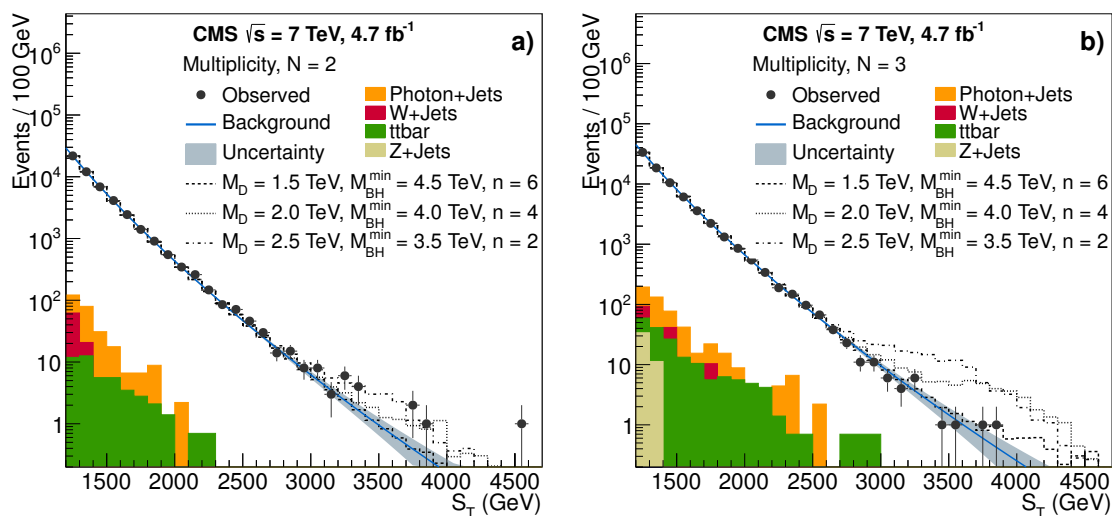 CMS √s = 7 TeV, 4.7 fb⁻¹
a)
Multiplicity, N = 2
Observed
Background
Uncertainty
Photon+Jets
W+Jets
ttbar
Z+Jets
M_D = 1.5 TeV, M_BH^min = 4.5 TeV, n = 6
M_D = 2.0 TeV, M_BH^min = 4.0 TeV, n = 4
M_D = 2.5 TeV, M_BH^min = 3.5 TeV, n = 2
Events / 100 GeV
10⁶
10⁵
10⁴
10³
10²
10
1
1500 2000 2500 3000 3500 4000 4500
S_T (GeV)
CMS √s = 7 TeV, 4.7 fb⁻¹
b)
Multiplicity, N = 3
Observed
Background
Uncertainty
Photon+Jets
W+Jets
ttbar
Z+Jets
M_D = 1.5 TeV, M_BH^min = 4.5 TeV, n = 6
M_D = 2.0 TeV, M_BH^min = 4.0 TeV, n = 4
M_D = 2.5 TeV, M_BH^min = 3.5 TeV, n = 2
Events / 100 GeV
10⁶
10⁵
10⁴
10³
10²
10
1
1500 2000 2500 3000 3500 4000 4500
S_T (GeV)